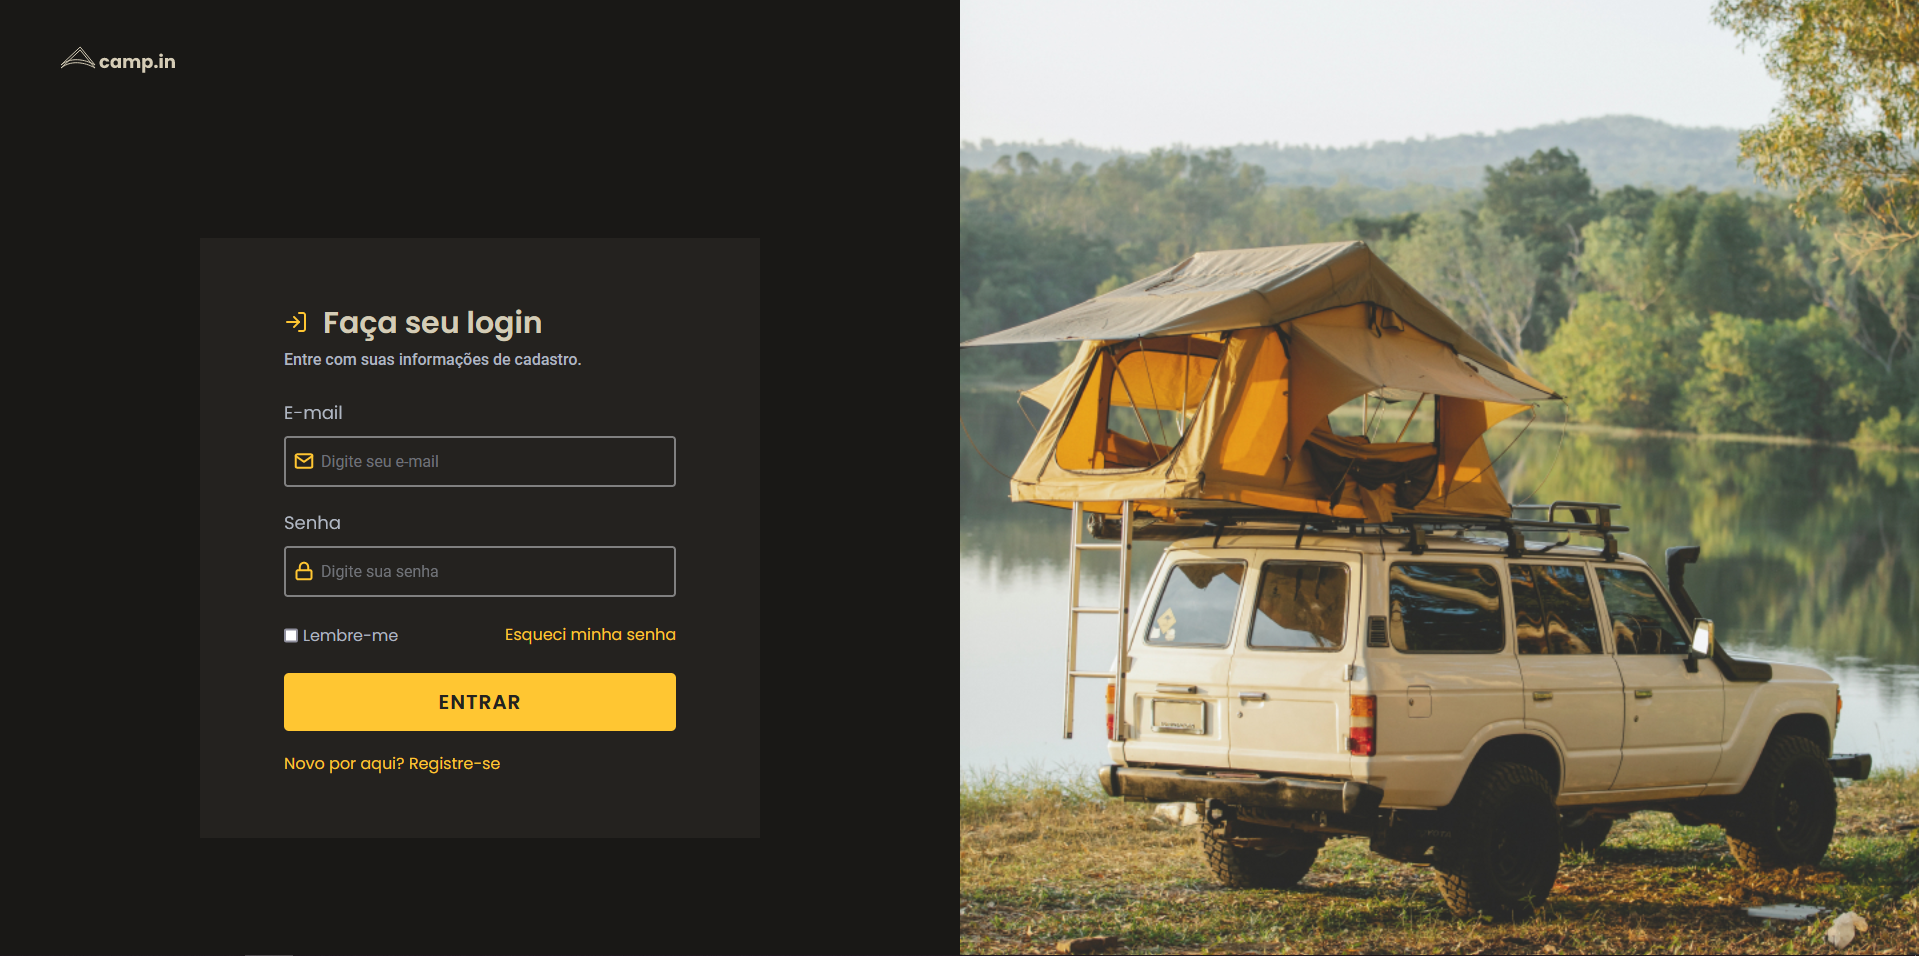 camp.in
Faça seu login
Entre com suas informações de cadastro.
E-mail
Digite seu e-mail
Senha
Digite sua senha
Lembre-me Esqueci minha senha
ENTRAR
Novo por aqui? Registre-se